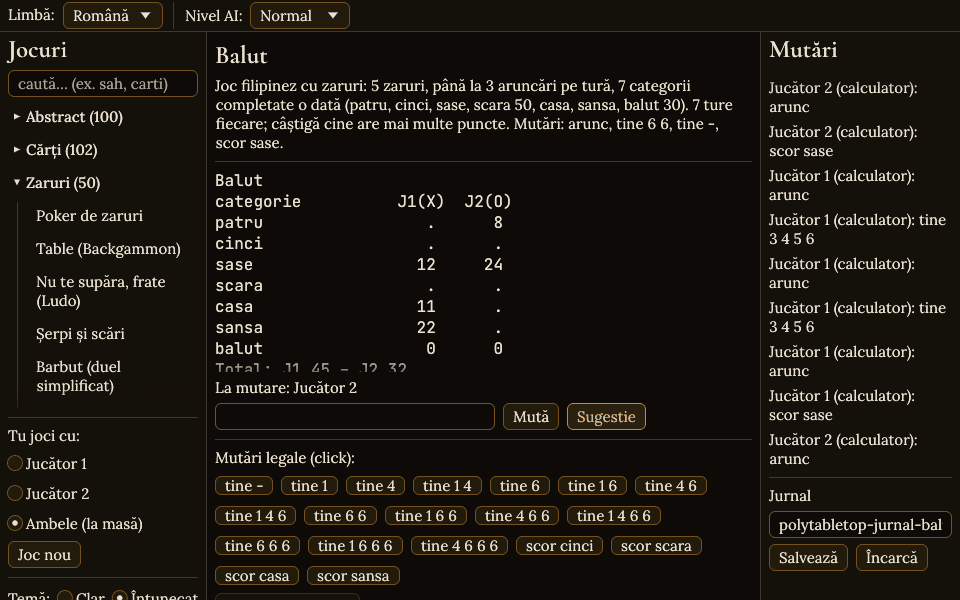 Limbă: Română ▼ Nivel AI: Normal ▼
Jocuri
caută... (ex. sah, carti)
▸ Abstract (100)
▸ Cărți (102)
▾ Zaruri (50)
Poker de zaruri
Table (Backgammon)
Nu te supăra, frate
(Ludo)
Șerpi și scări
Barbut (duel
simplificat)
Tu joci cu:
Jucător 1
Jucător 2
Ambele (la masă)
Joc nou
Temă: Clar Întunecat
Balut
Joc filipinez cu zaruri: 5 zaruri, până la 3 aruncări pe tură, 7 categorii
completate o dată (patru, cinci, sase, scara 50, casa, sansa, balut 30). 7 ture
fiecare; câștigă cine are mai multe puncte. Mutări: arunc, tine 6 6, tine -,
scor sase.
Balut
categorie J1(X) J2(O)
patru . 8
cinci . .
sase 12 24
scara . .
casa 11 .
sansa 22 .
balut 0 0
Total: J1 45 – J2 32
La mutare: Jucător 2
Mută Sugestie
Mutări legale (click):
tine - tine 1 tine 4 tine 1 4 tine 6 tine 1 6 tine 4 6
tine 1 4 6 tine 6 6 tine 1 6 6 tine 4 6 6 tine 1 4 6 6
tine 6 6 6 tine 1 6 6 6 tine 4 6 6 6 scor cinci scor scara
scor casa scor sansa
Mutări
Jucător 2 (calculator):
arunc
Jucător 2 (calculator):
scor sase
Jucător 1 (calculator):
arunc
Jucător 1 (calculator): tine
3 4 5 6
Jucător 1 (calculator):
arunc
Jucător 1 (calculator): tine
3 4 5 6
Jucător 1 (calculator):
arunc
Jucător 1 (calculator):
scor sase
Jucător 2 (calculator):
arunc
Jurnal
polytabletop-jurnal-bal
Salvează Încarcă